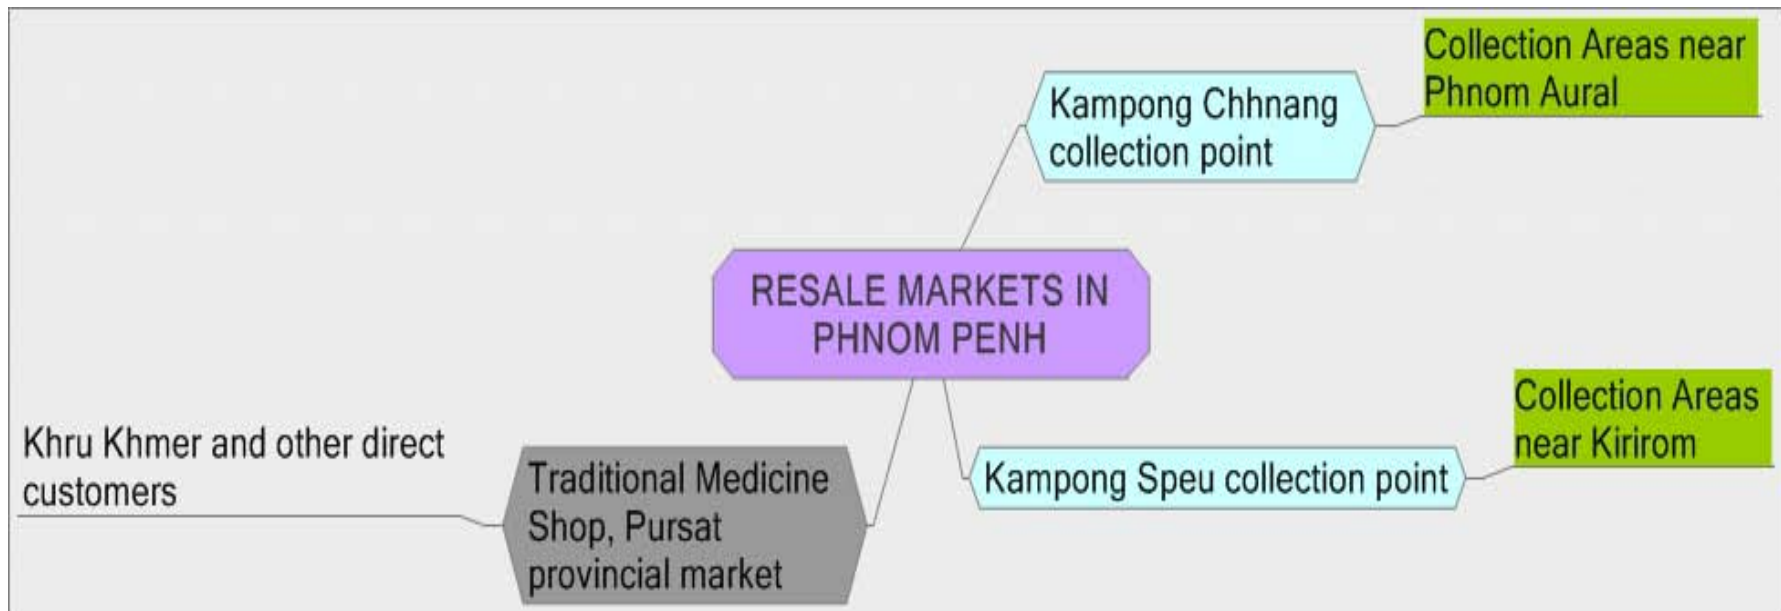 Collection Areas near
Phnom Aural
Kampong Chhnang
collection point
RESALE MARKETS IN
PHNOM PENH
Collection Areas
near Kirirom
Kampong Speu collection point
Khru Khmer and other direct
customers
Traditional Medicine
Shop, Pursat
provincial market